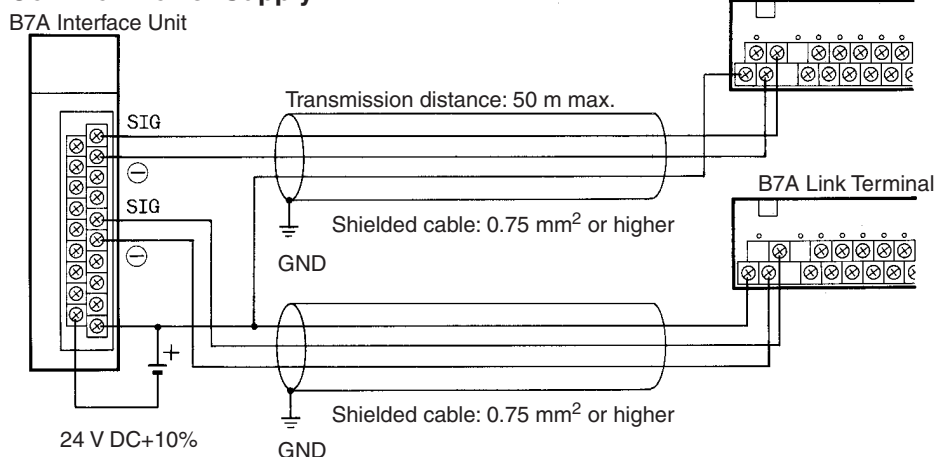 B7A Interface Unit
SIG
⊖
SIG
⊖
Transmission distance: 50 m max.
Shielded cable: 0.75 mm² or higher
GND
B7A Link Terminal
+
24 V DC+10%
Shielded cable: 0.75 mm² or higher
GND